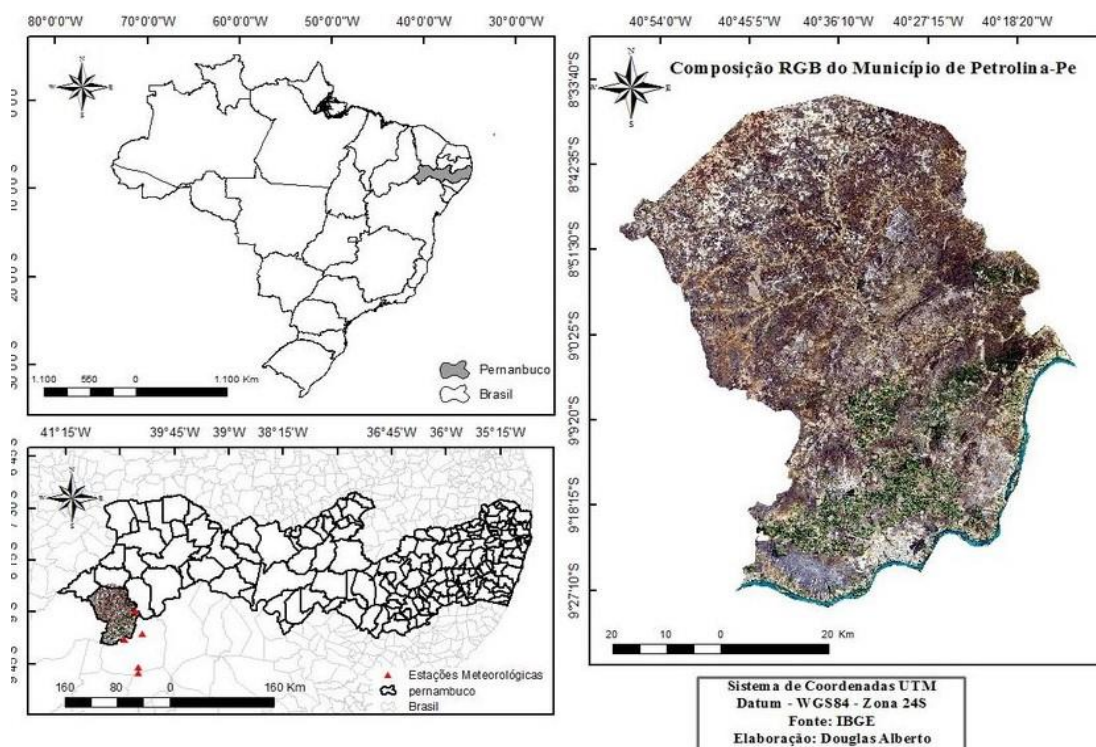 80°0'0"W 70°0'0"W 60°0'0"W 50°0'0"W 40°0'0"W 30°0'0"W
N
W E
S
1.100 550 0 1.100 Km
Pernambuco
Brasil
41°15'W 39°45'W 39°W 38°15'W 36°45'W 36°W 35°15'W
N
W E
S
Estações Meteorológicas
pernambuco
Brasil
160 80 40 0 160 Km
40°54'0"W 40°45'5"W 40°36'10"W 40°27'15"W 40°18'20"W
Composição RGB do Município de Petrolina-Pe
N
W E
S
8°33'40"S
8°42'35"S
8°51'30"S
9°0'25"S
9°9'20"S
9°18'15"S
9°27'10"S
20 10 0 20 Km
Sistema de Coordenadas UTM
Datum - WGS84 - Zona 24S
Fonte: IBGE
Elaboração: Douglas Alberto